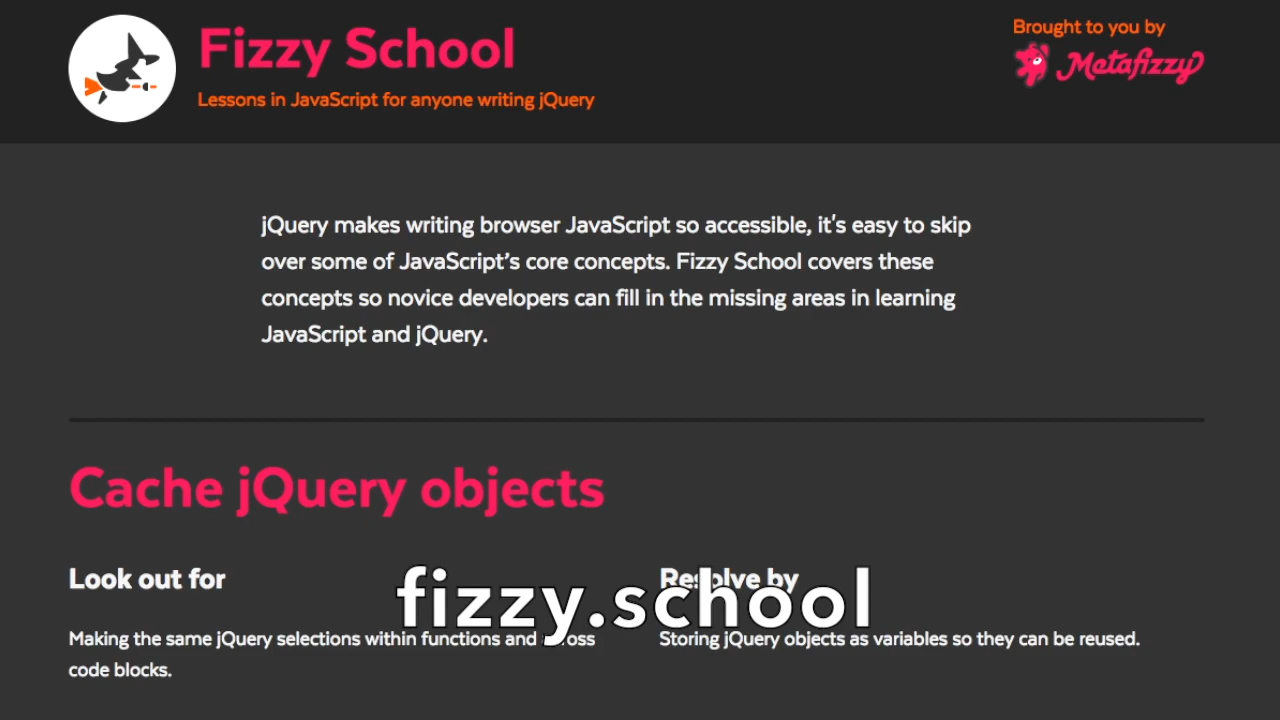 Fizzy School
Lessons in JavaScript for anyone writing jQuery
Brought to you by
Metafizzy
jQuery makes writing browser JavaScript so accessible, it's easy to skip
over some of JavaScript’s core concepts. Fizzy School covers these
concepts so novice developers can fill in the missing areas in learning
JavaScript and jQuery.
Cache jQuery objects
Look out for
Making the same jQuery selections within functions and across
code blocks.
Resolve by
Storing jQuery objects as variables so they can be reused.
fizzy.school